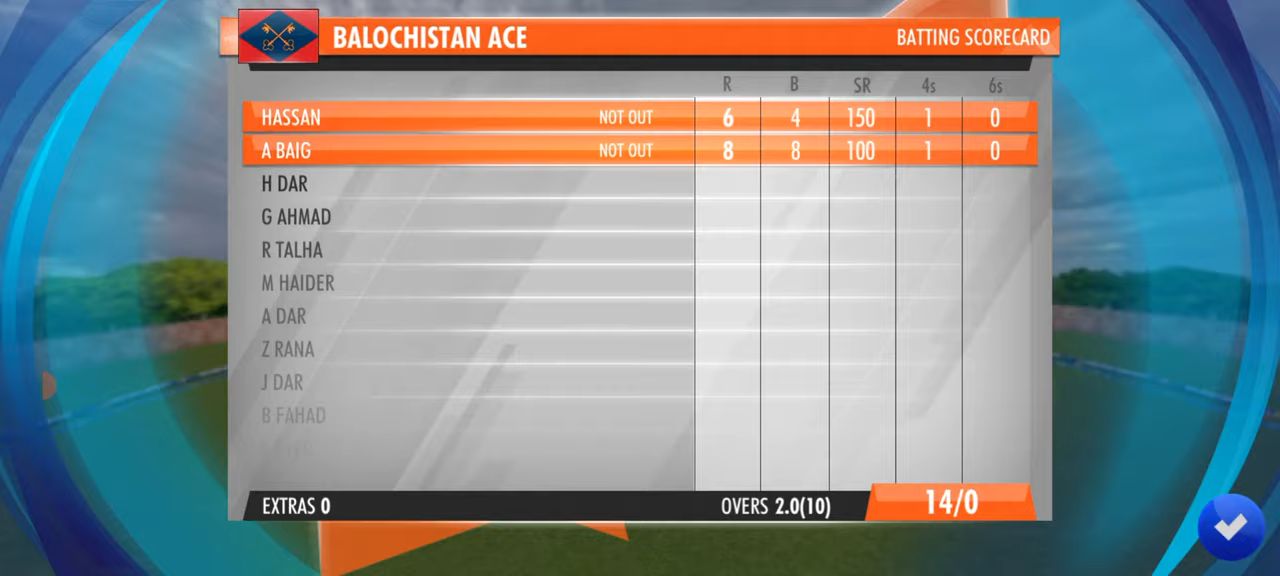 BALOCHISTAN ACE BATTING SCORECARD
R B SR 4s 6s
HASSAN NOT OUT 6 4 150 1 0
A BAIG NOT OUT 8 8 100 1 0
H DAR
G AHMAD
R TALHA
M HAIDER
A DAR
Z RANA
J DAR
B FAHAD
EXTRAS 0 OVERS 2.0(10) 14/0